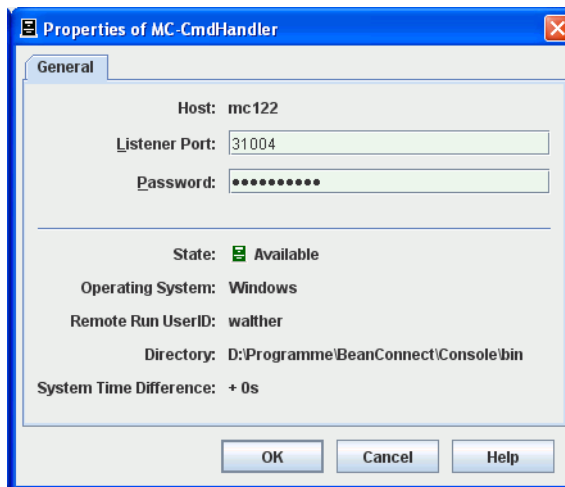 Properties of MC-CmdHandler
General
Host: mc122
Listener Port: 31004
Password: ●●●●●●●●●●
State: Available
Operating System: Windows
Remote Run UserID: walther
Directory: D:\Programme\BeanConnect\Console\bin
System Time Difference: + 0s
OK Cancel Help